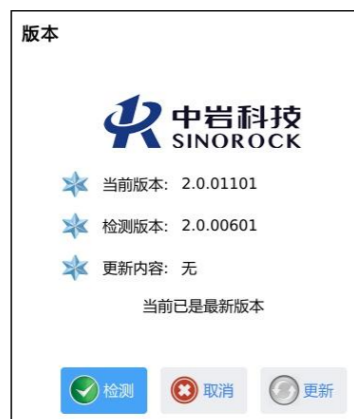 版本
中岩科技
SINOROCK
当前版本: 2.0.01101
检测版本: 2.0.00601
更新内容: 无
当前已是最新版本
检测 取消 更新